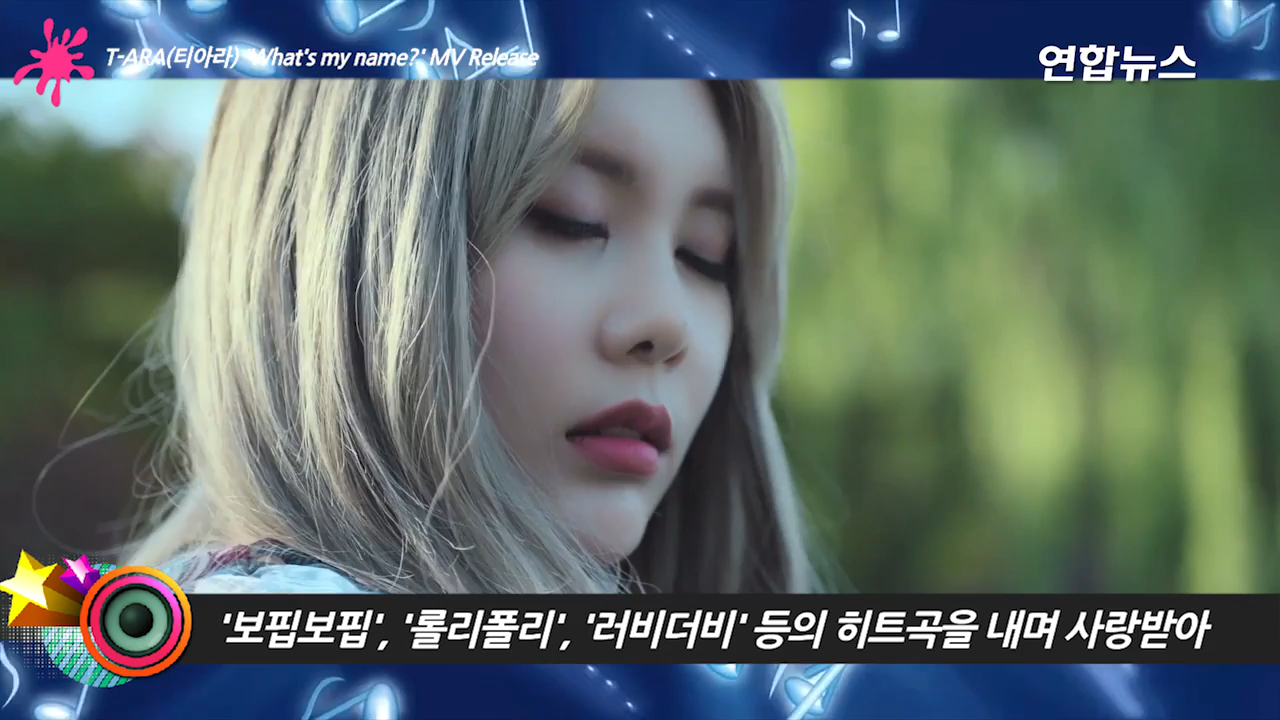 T-ARA(티아라) 'What's my name?' MV Release
연합뉴스
'보핍보핍', '롤리폴리', '러비더비' 등의 히트곡을 내며 사랑받아